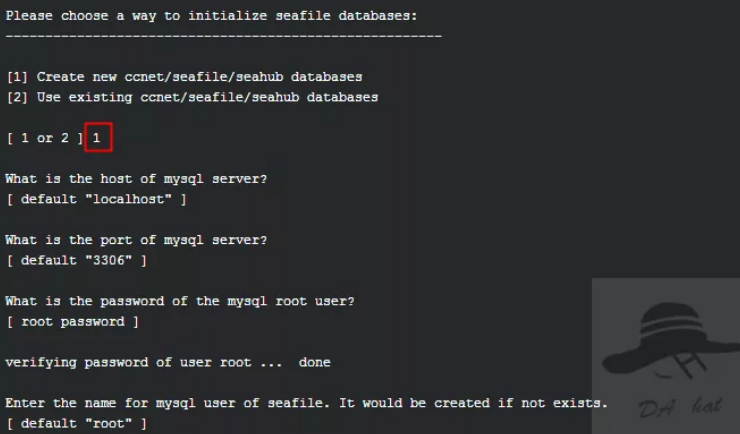 Please choose a way to initialize seafile databases:
-------------------------------------------------------
[1] Create new ccnet/seafile/seahub databases
[2] Use existing ccnet/seafile/seahub databases
[ 1 or 2 ] 1
What is the host of mysql server?
[ default "localhost" ]
What is the port of mysql server?
[ default "3306" ]
What is the password of the mysql root user?
[ root password ]
verifying password of user root ...  done
Enter the name for mysql user of seafile. It would be created if not exists.
[ default "root" ]
DA hat